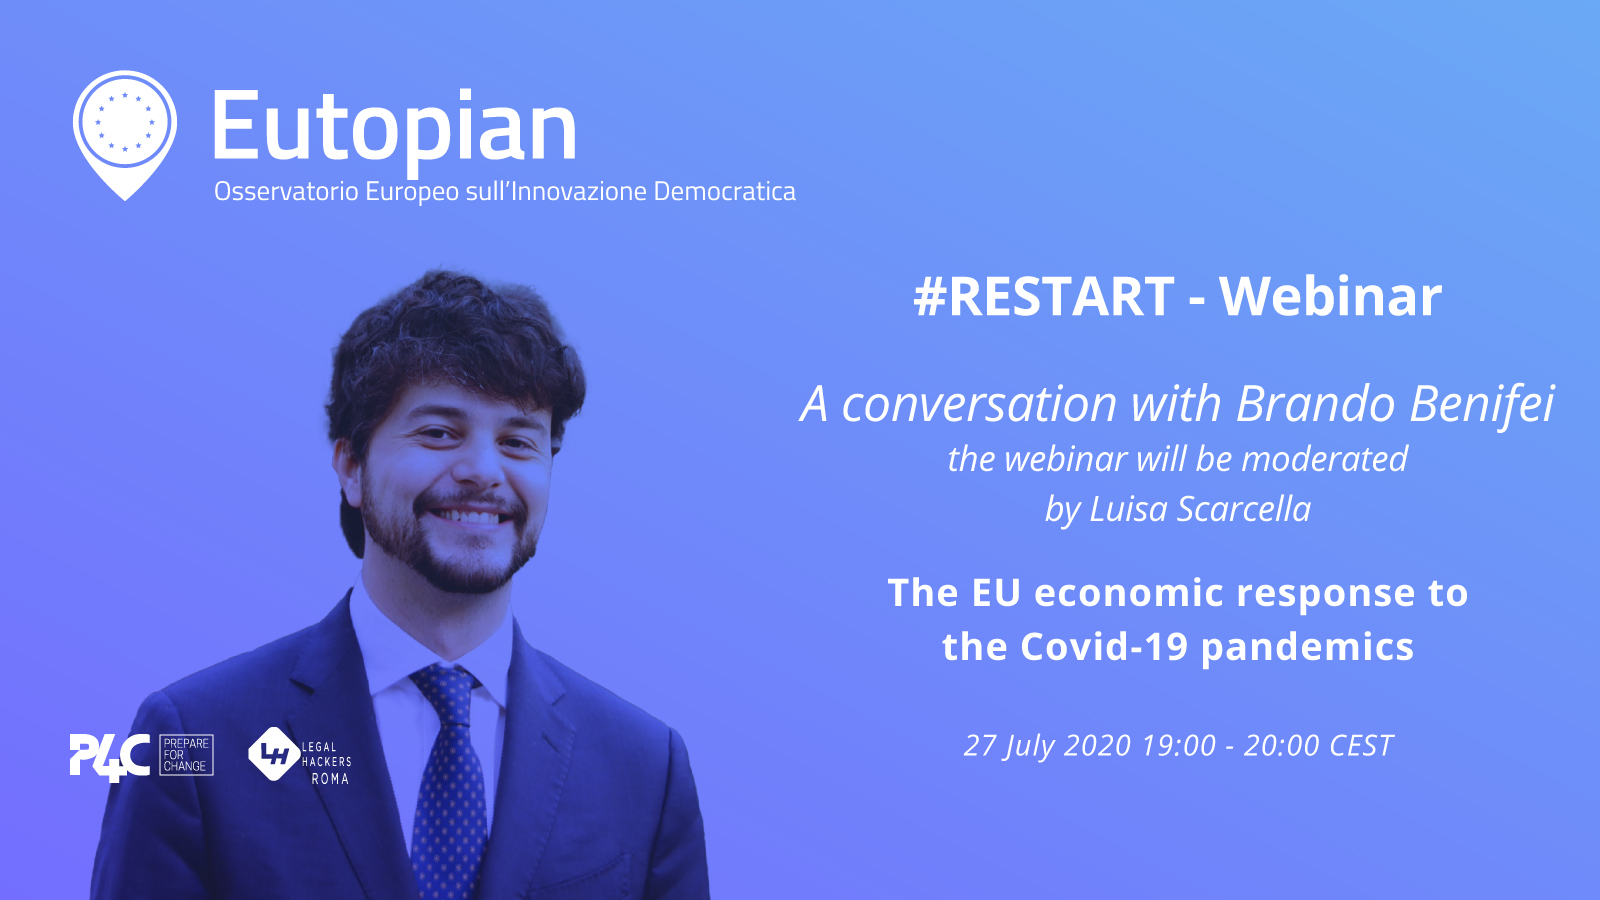 Eutopian
Osservatorio Europeo sull'Innovazione Democratica
#RESTART - Webinar
A conversation with Brando Benifei
the webinar will be moderated
by Luisa Scarcella
The EU economic response to
the Covid-19 pandemics
27 July 2020 19:00 - 20:00 CEST
P4C
PREPARE
FOR
CHANGE
LH
LEGAL
HACKERS
ROMA